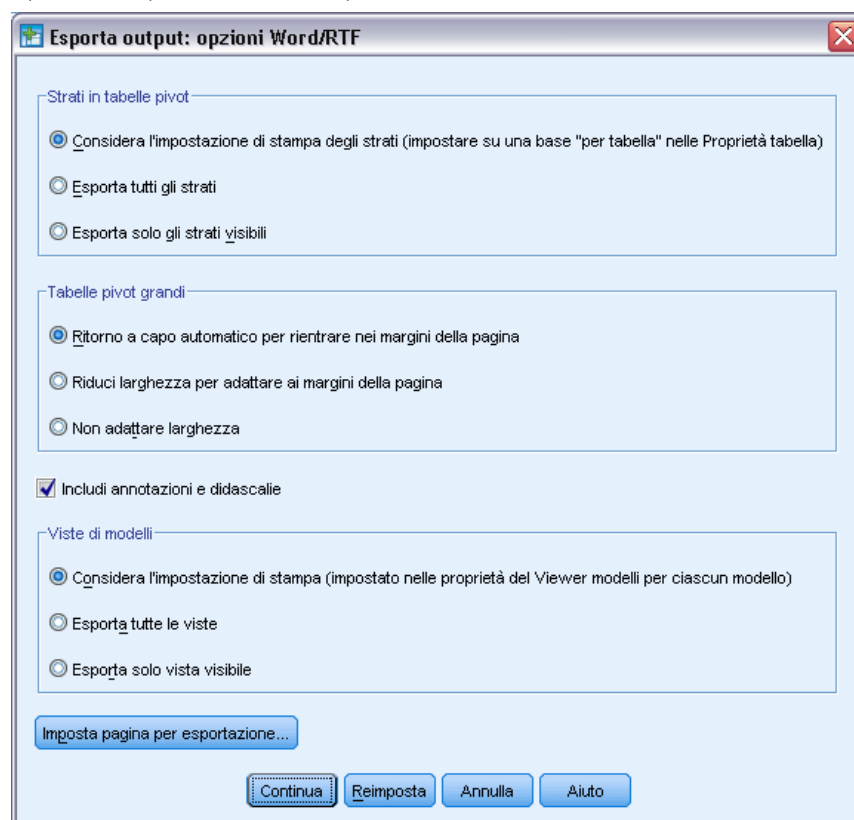 Esporta output: opzioni Word/RTF
Strati in tabelle pivot
Considera l'impostazione di stampa degli strati (impostare su una base "per tabella" nelle Proprietà tabella)
Esporta tutti gli strati
Esporta solo gli strati visibili
Tabelle pivot grandi
Ritorno a capo automatico per rientrare nei margini della pagina
Riduci larghezza per adattare ai margini della pagina
Non adattare larghezza
Includi annotazioni e didascalie
Viste di modelli
Considera l'impostazione di stampa (impostato nelle proprietà del Viewer modelli per ciascun modello)
Esporta tutte le viste
Esporta solo vista visibile
Imposta pagina per esportazione...
Continua Reimposta Annulla Aiuto